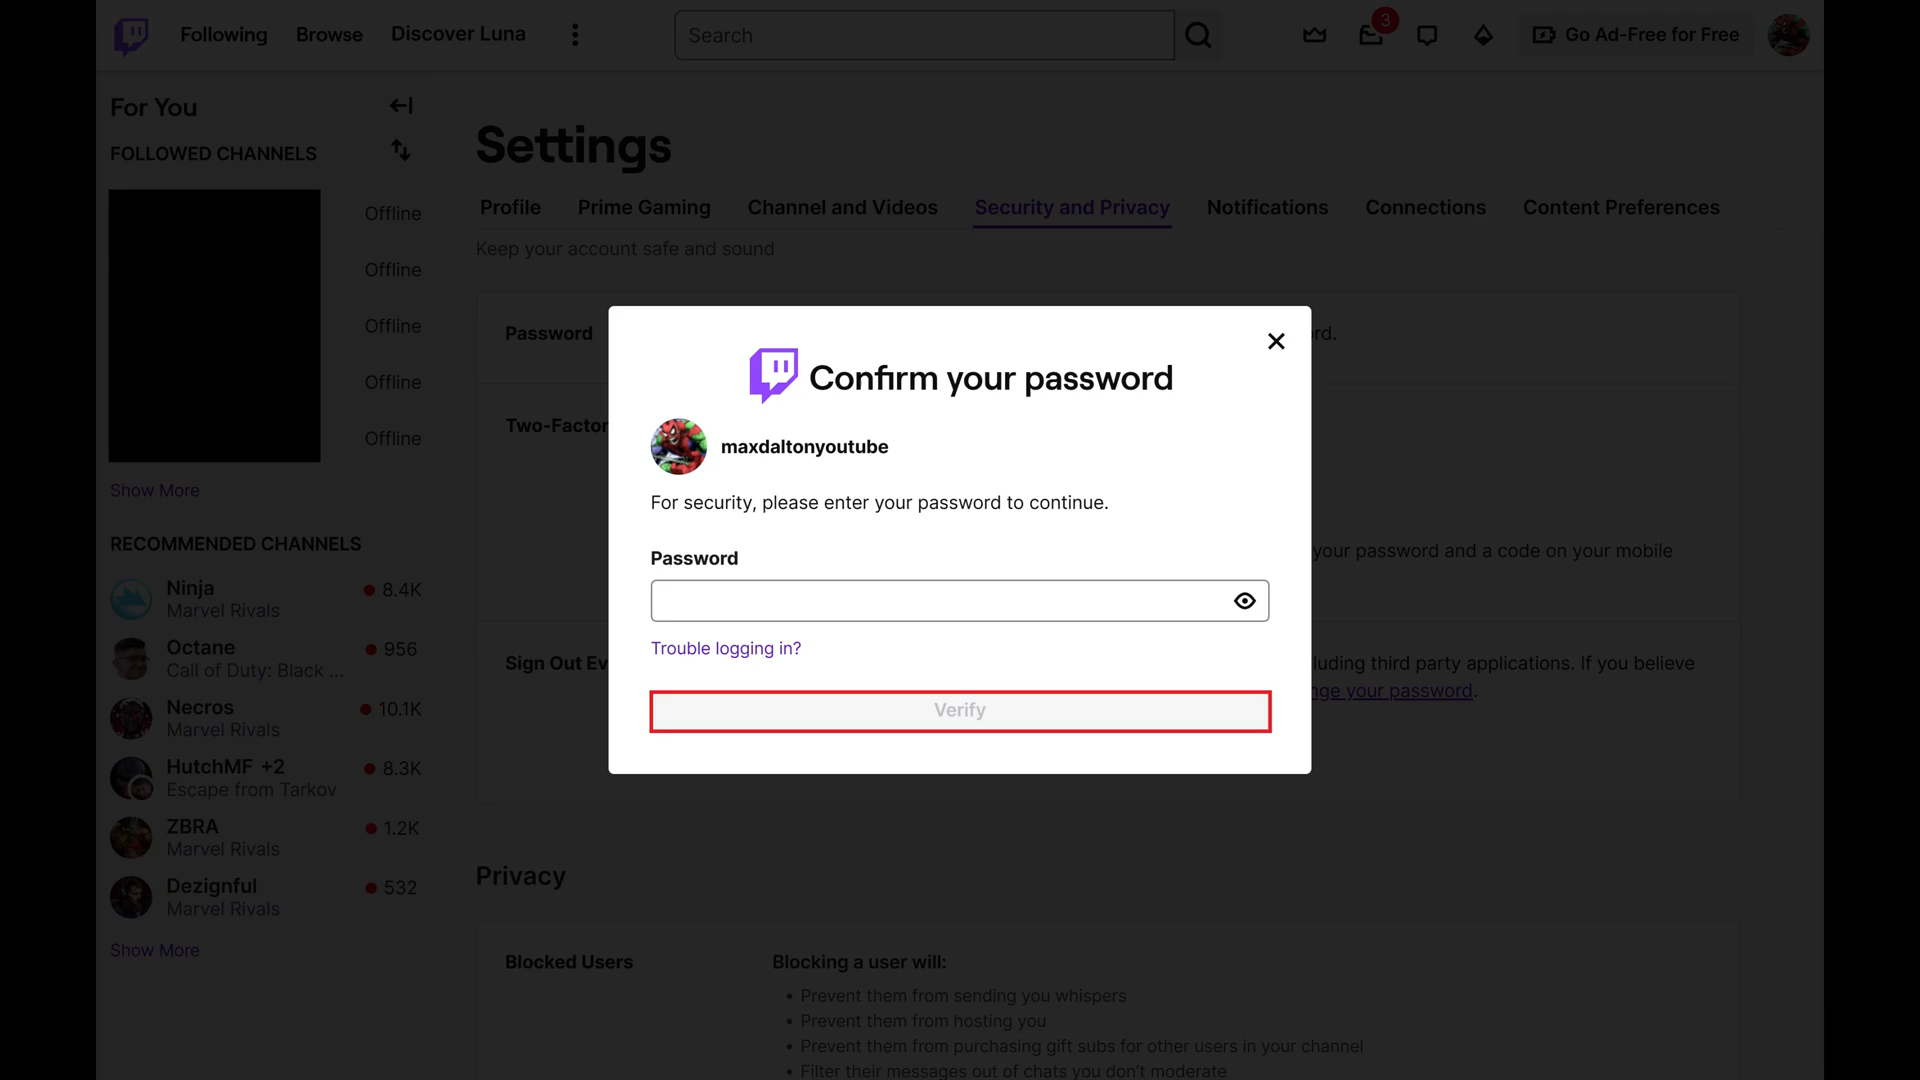 Following
Browse
Discover Luna
Search
3
Go Ad-Free for Free
For You
FOLLOWED CHANNELS
Offline
Offline
Offline
Offline
Offline
Show More
RECOMMENDED CHANNELS
Ninja
8.4K
Marvel Rivals
Octane
956
Call of Duty: Black ...
Necros
10.1K
Marvel Rivals
HutchMF +2
8.3K
Escape from Tarkov
ZBRA
1.2K
Marvel Rivals
Dezignful
532
Marvel Rivals
Show More
Settings
Profile
Prime Gaming
Channel and Videos
Security and Privacy
Notifications
Connections
Content Preferences
Keep your account safe and sound
Password
rd.
Two-Factor
your password and a code on your mobile
Sign Out Ev
luding third party applications. If you believe
nge your password.
Confirm your password
maxdaltonyoutube
For security, please enter your password to continue.
Password
Trouble logging in?
Verify
Privacy
Blocked Users
Blocking a user will:
• Prevent them from sending you whispers
• Prevent them from hosting you
• Prevent them from purchasing gift subs for other users in your channel
• Filter their messages out of chats you don't moderate